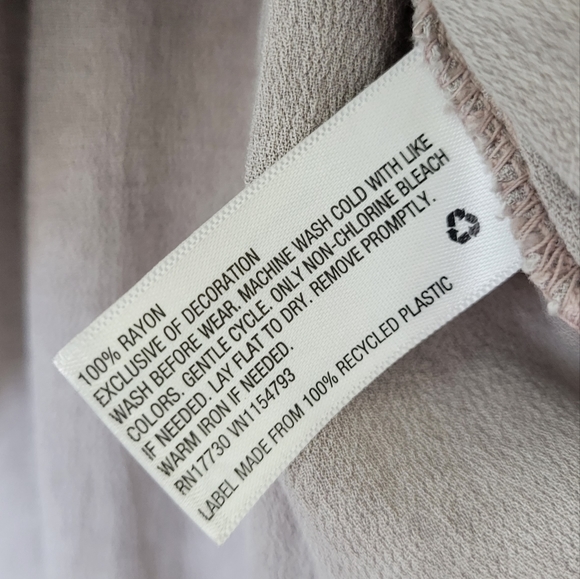 100% RAYON
EXCLUSIVE OF DECORATION
WASH BEFORE WEAR. MACHINE WASH COLD WITH LIKE
COLORS. GENTLE CYCLE. ONLY NON-CHLORINE BLEACH
IF NEEDED. LAY FLAT TO DRY. REMOVE PROMPTLY.
WARM IRON IF NEEDED.
RN17730 VN1154793
LABEL MADE FROM 100% RECYCLED PLASTIC